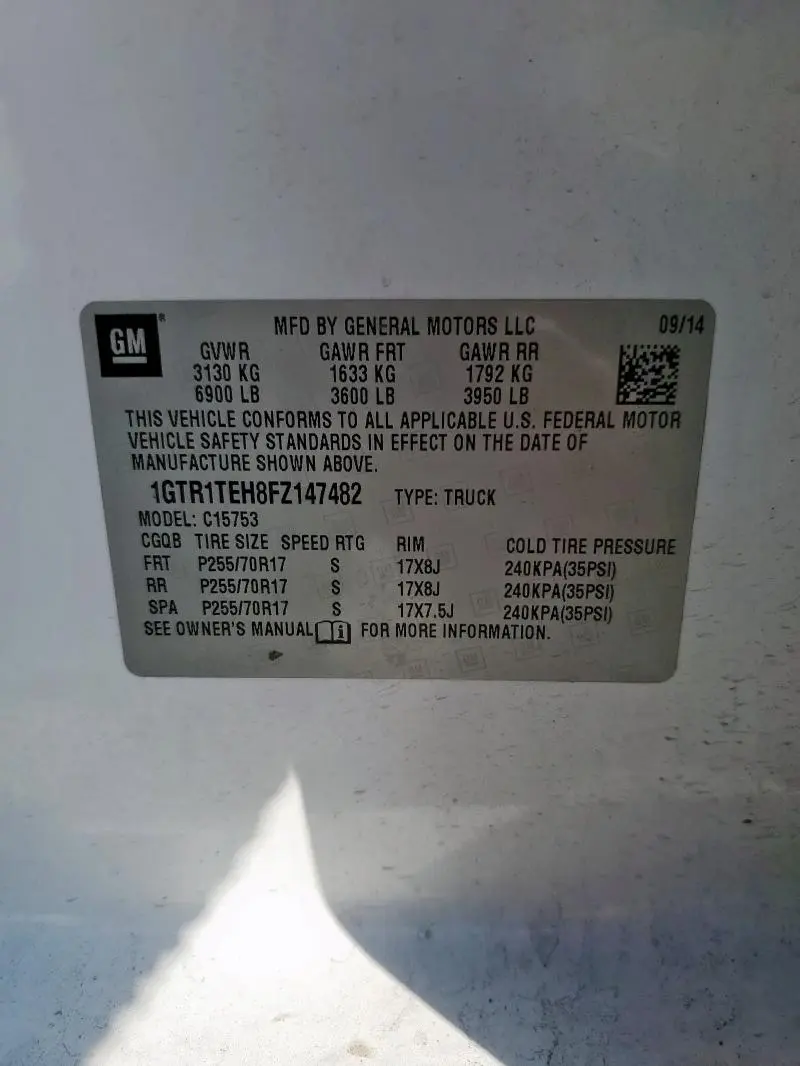 GM ®
MFD BY GENERAL MOTORS LLC 09/14
GVWR GAWR FRT GAWR RR
3130 KG 1633 KG 1792 KG
6900 LB 3600 LB 3950 LB
THIS VEHICLE CONFORMS TO ALL APPLICABLE U.S. FEDERAL MOTOR
VEHICLE SAFETY STANDARDS IN EFFECT ON THE DATE OF
MANUFACTURE SHOWN ABOVE.
1GTR1TEH8FZ147482 TYPE: TRUCK
MODEL: C15753
CGQB TIRE SIZE SPEED RTG RIM COLD TIRE PRESSURE
FRT P255/70R17 S 17X8J 240KPA(35PSI)
RR P255/70R17 S 17X8J 240KPA(35PSI)
SPA P255/70R17 S 17X7.5J 240KPA(35PSI)
SEE OWNER'S MANUAL i FOR MORE INFORMATION.